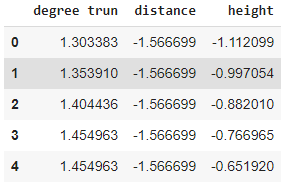 degree trun distance height
0 1.303383 -1.566699 -1.112099
1 1.353910 -1.566699 -0.997054
2 1.404436 -1.566699 -0.882010
3 1.454963 -1.566699 -0.766965
4 1.454963 -1.566699 -0.651920